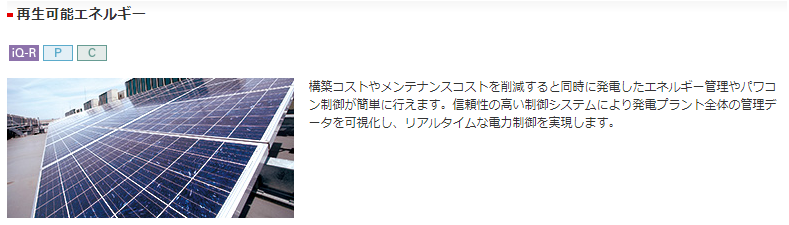 再生可能エネルギー
iQ-R P C
構築コストやメンテナンスコストを削減すると同時に発電したエネルギー管理やパワコ
ン制御が簡単に行えます。信頼性の高い制御システムにより発電プラント全体の管理デ
ータを可視化し、リアルタイムな電力制御を実現します。